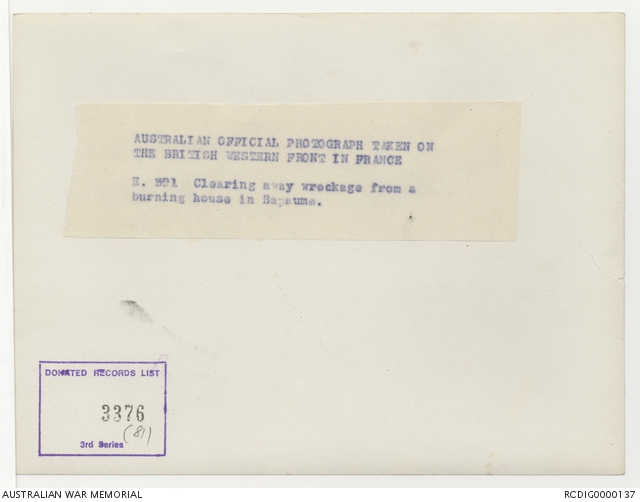 AUSTRALIAN OFFICIAL PHOTOGRAPH TAKEN ON
THE BRITISH WESTERN FRONT IN FRANCE
E. 391 Clearing away wreckage from a
burning house in Bapaume.
DONATED RECORDS LIST
3376
(81)
3rd Series
AUSTRALIAN WAR MEMORIAL
RCDIG0000137